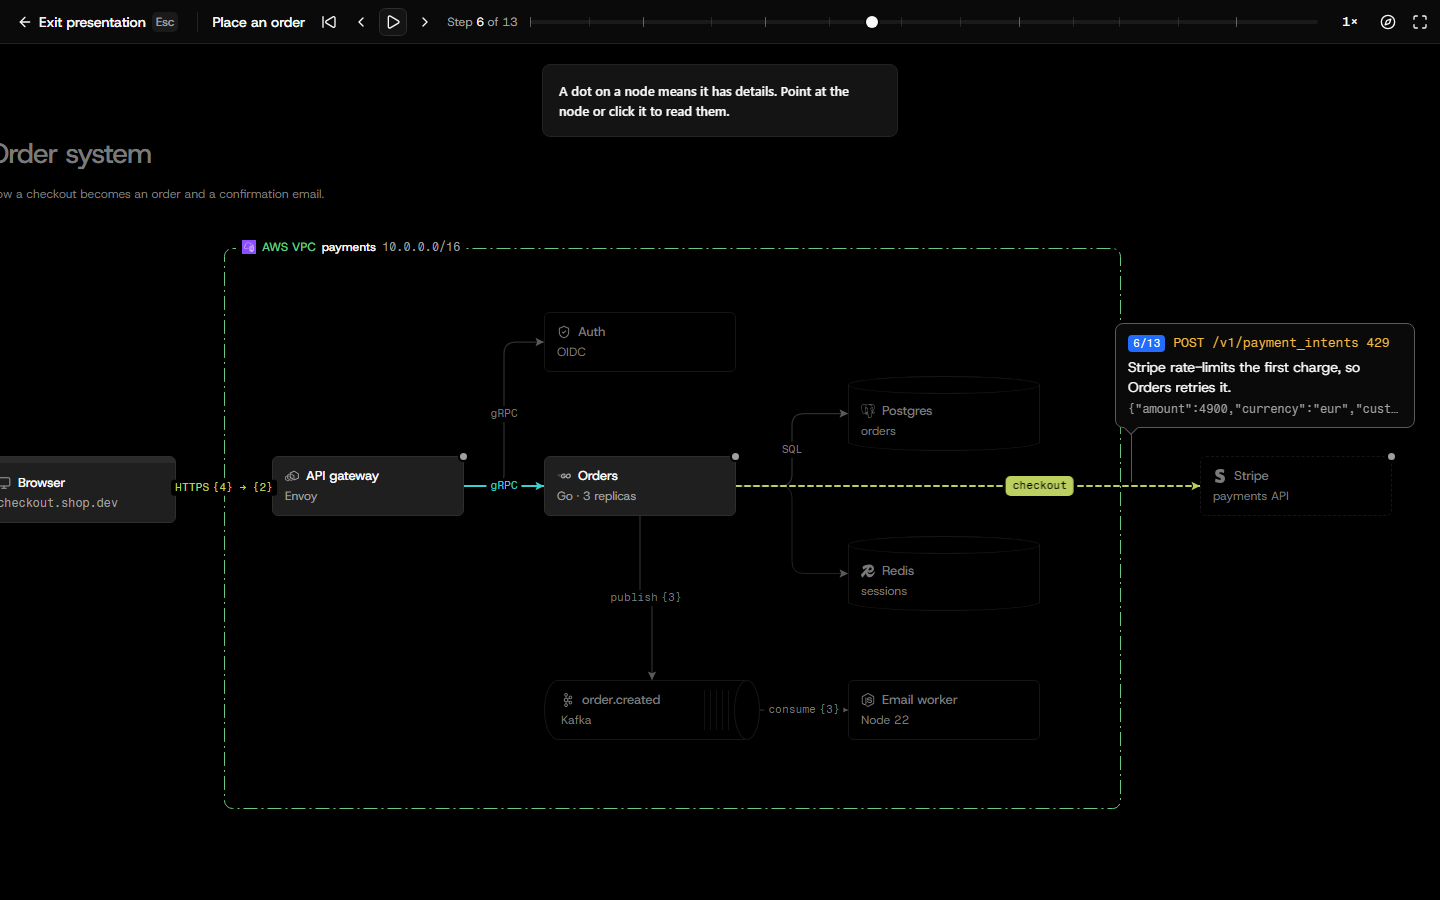 Exit presentation Esc
Place an order
Step 6 of 13
1×
A dot on a node means it has details. Point at the
node or click it to read them.
Order system
ow a checkout becomes an order and a confirmation email.
AWS VPC payments 10.0.0.0/16
Auth
OIDC
6/13 POST /v1/payment_intents 429
Stripe rate-limits the first charge, so
Orders retries it.
{"amount":4900,"currency":"eur","cust…
gRPC
Postgres
orders
SQL
Browser
checkout.shop.dev
HTTPS {4} → {2}
API gateway
Envoy
gRPC
Orders
Go · 3 replicas
checkout
Stripe
payments API
Redis
sessions
publish {3}
order.created
Kafka
consume {3}
Email worker
Node 22